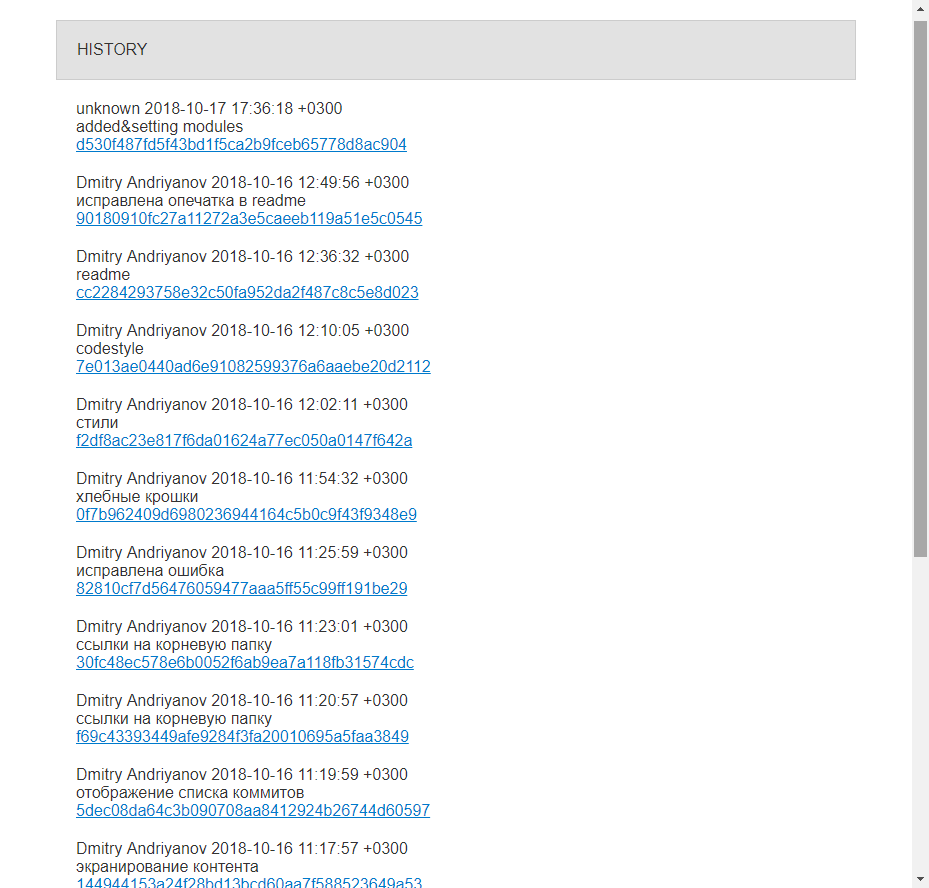 HISTORY
unknown 2018-10-17 17:36:18 +0300
added&setting modules
d530f487fd5f43bd1f5ca2b9fceb65778d8ac904
Dmitry Andriyanov 2018-10-16 12:49:56 +0300
исправлена опечатка в readme
90180910fc27a11272a3e5caeeb119a51e5c0545
Dmitry Andriyanov 2018-10-16 12:36:32 +0300
readme
cc2284293758e32c50fa952da2f487c8c5e8d023
Dmitry Andriyanov 2018-10-16 12:10:05 +0300
codestyle
7e013ae0440ad6e91082599376a6aaebe20d2112
Dmitry Andriyanov 2018-10-16 12:02:11 +0300
стили
f2df8ac23e817f6da01624a77ec050a0147f642a
Dmitry Andriyanov 2018-10-16 11:54:32 +0300
хлебные крошки
0f7b962409d6980236944164c5b0c9f43f9348e9
Dmitry Andriyanov 2018-10-16 11:25:59 +0300
исправлена ошибка
82810cf7d56476059477aaa5ff55c99ff191be29
Dmitry Andriyanov 2018-10-16 11:23:01 +0300
ссылки на корневую папку
30fc48ec578e6b0052f6ab9ea7a118fb31574cdc
Dmitry Andriyanov 2018-10-16 11:20:57 +0300
ссылки на корневую папку
f69c43393449afe9284f3fa20010695a5faa3849
Dmitry Andriyanov 2018-10-16 11:19:59 +0300
отображение списка коммитов
5dec08da64c3b090708aa8412924b26744d60597
Dmitry Andriyanov 2018-10-16 11:17:57 +0300
экранирование контента
144944153a24f28bd13bcd60aa7f588523649a53